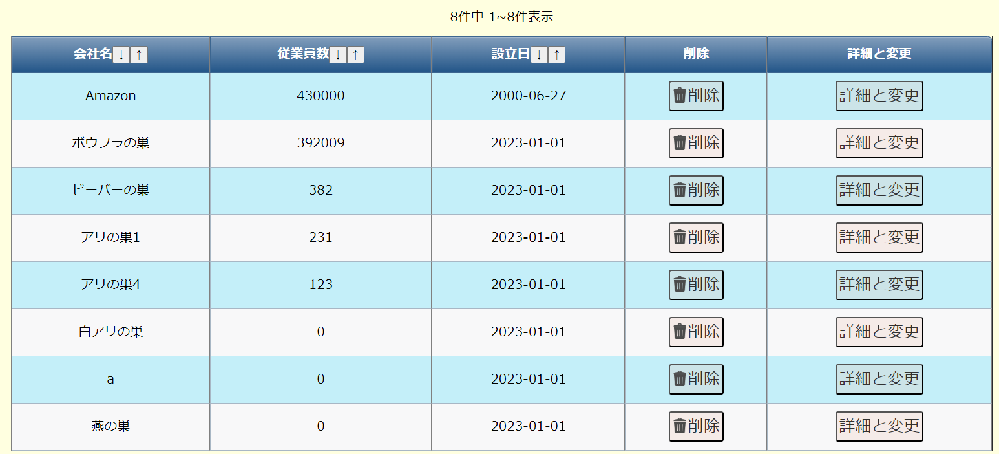 8件中 1~8件表示
会社名↓↑ 従業員数↓↑ 設立日↓↑ 削除 詳細と変更
Amazon 430000 2000-06-27 削除 詳細と変更
ボウフラの巣 392009 2023-01-01 削除 詳細と変更
ビーバーの巣 382 2023-01-01 削除 詳細と変更
アリの巣1 231 2023-01-01 削除 詳細と変更
アリの巣4 123 2023-01-01 削除 詳細と変更
白アリの巣 0 2023-01-01 削除 詳細と変更
a 0 2023-01-01 削除 詳細と変更
燕の巣 0 2023-01-01 削除 詳細と変更